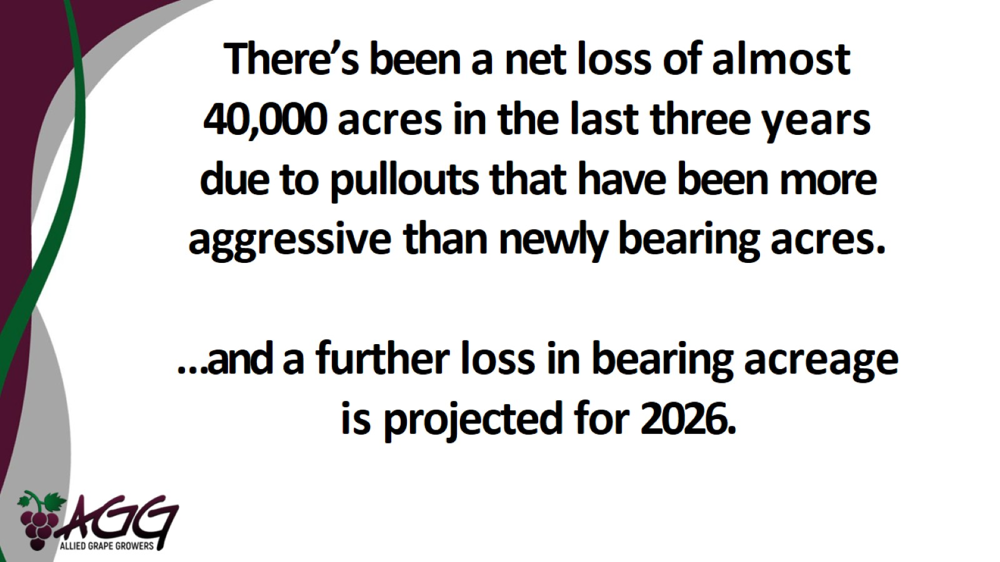 There’s been a net loss of almost
40,000 acres in the last three years
due to pullouts that have been more
aggressive than newly bearing acres.
...and a further loss in bearing acreage
is projected for 2026.
AGG
ALLIED GRAPE GROWERS